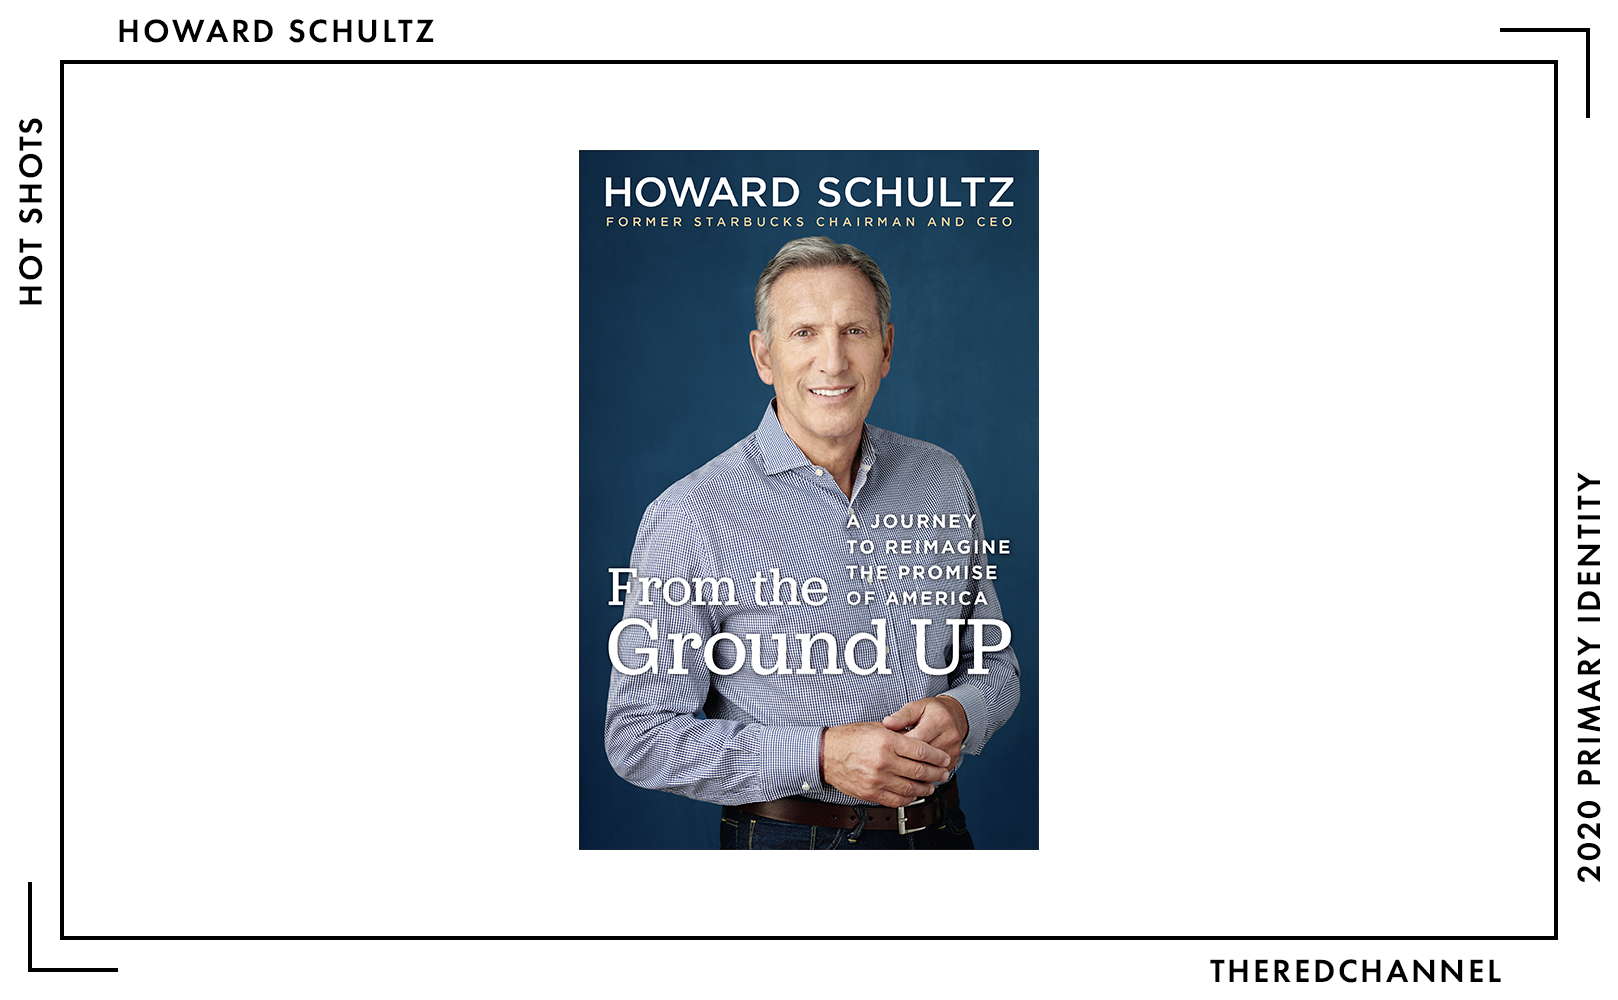 HOWARD SCHULTZ
HOT SHOTS
HOWARD SCHULTZ
FORMER STARBUCKS CHAIRMAN AND CEO
A JOURNEY
TO REIMAGINE
THE PROMISE
OF AMERICA
From the
Ground UP
2020 PRIMARY IDENTITY
THEREDCHANNEL